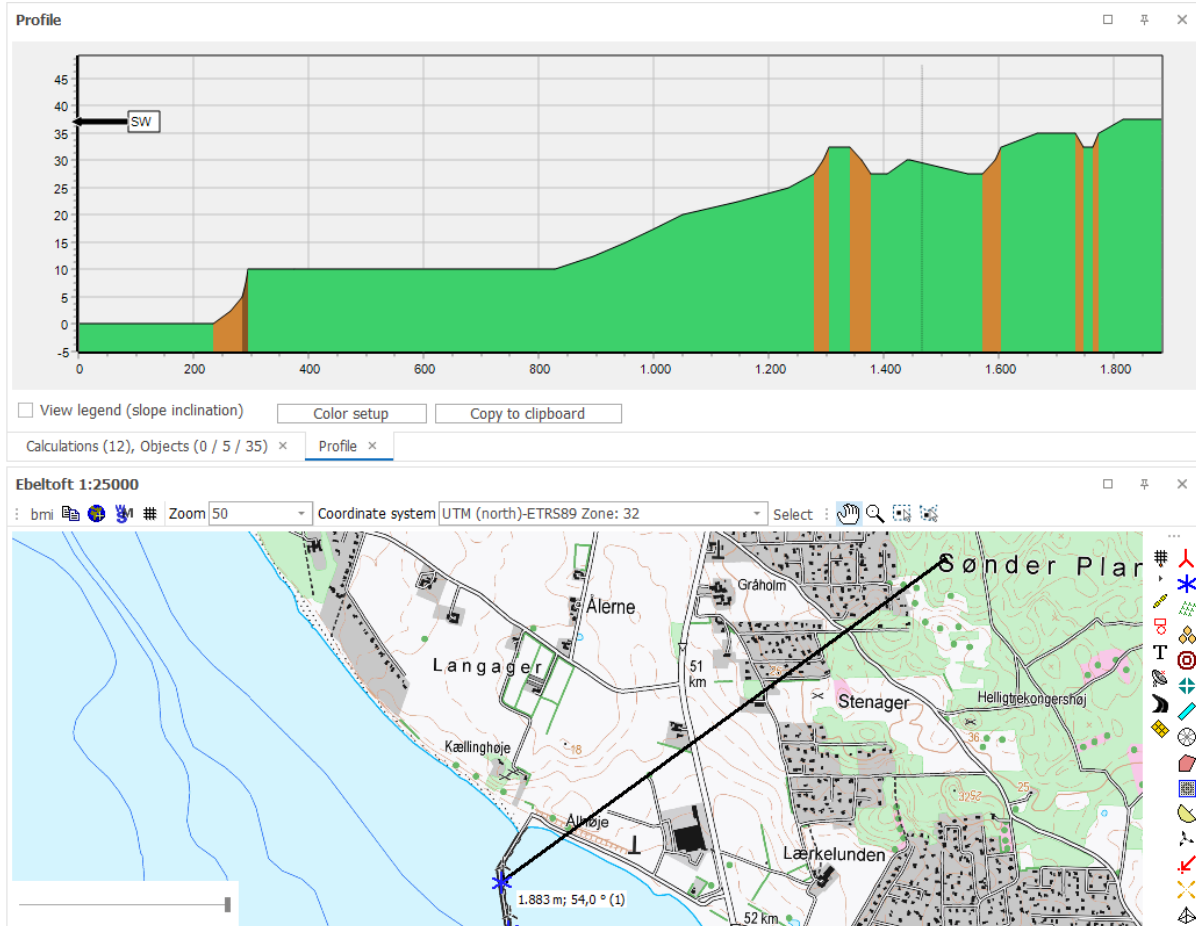 Profile
45
40
35
30
25
20
15
10
5
0
-5
SW
0 200 400 600 800 1.000 1.200 1.400 1.600 1.800
View legend (slope inclination) Color setup Copy to clipboard
Calculations (12), Objects (0 / 5 / 35) × Profile ×
Ebeltoft 1:25000
bmi Zoom 50 Coordinate system UTM (north)-ETRS89 Zone: 32 Select
Sønder Plan
Gråholm
Ålerne
Langager
51
km
Stenager
Helligtrekongershøj
36
Kællinghøje
18
25
Alhøje
Lærkelunden
1.883 m; 54,0 ° (1)
52 km
T